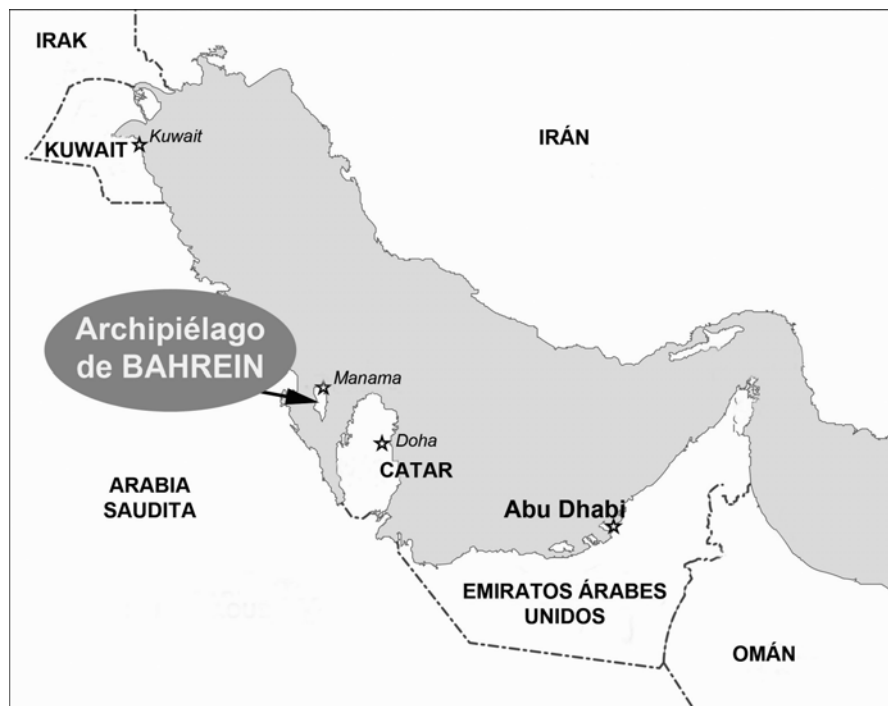 IRAK
Kuwait
KUWAIT
IRÁN
Archipiélago
de BAHREIN
Manama
Doha
CATAR
ARABIA
SAUDITA
Abu Dhabi
EMIRATOS ÁRABES
UNIDOS
OMÁN